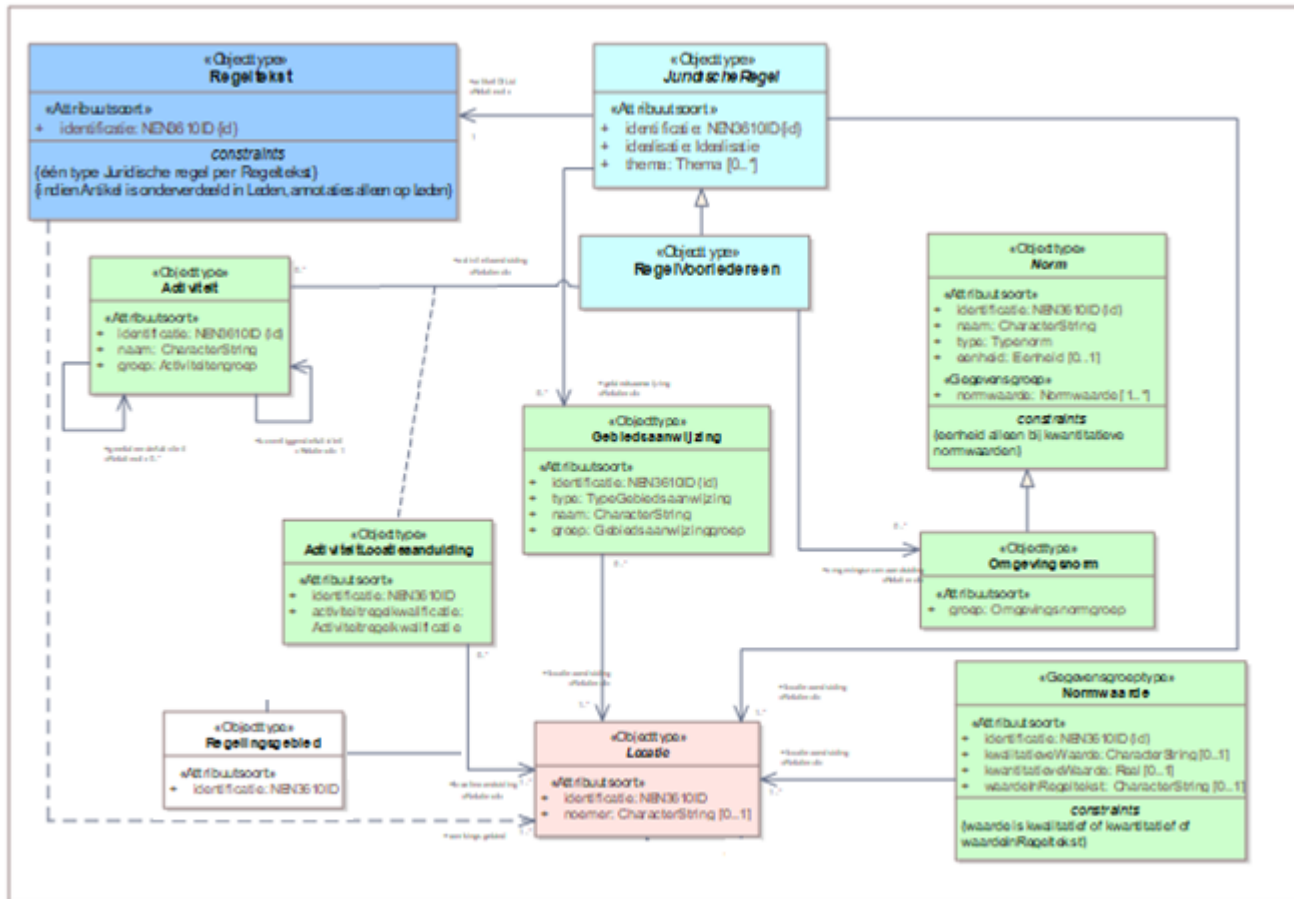 «Objecttype»
Regeltekst
«Attribuutsoort»
+ identificatie: NEN3610ID {id}
constraints
{één type Juridische regel per Regeltekst}
{indien Artikel is onderverdeeld in Leden, annotaties alleen op leden}
«Objecttype»
JuridischeRegel
«Attribuutsoort»
+ identificatie: NEN3610ID {id}
+ idealisatie: Idealisatie
+ thema: Thema [0..*]
1
«Objecttype»
RegelVoorIedereen
«Objecttype»
Norm
«Attribuutsoort»
+ identificatie: NEN3610ID {id}
+ naam: CharacterString
+ type: Typenorm
+ eenheid: Eenheid [0..1]
«Gegevensgroep»
+ normwaarde: Normwaarde [1..*]
constraints
{eenheid alleen bij kwantitatieve
normwaarden}
«Objecttype»
Activiteit
«Attribuutsoort»
+ identificatie: NEN3610ID {id}
+ naam: CharacterString
+ groep: Activiteitengroep
0..*
0..*
«Objecttype»
Gebiedsaanwijzing
«Attribuutsoort»
+ identificatie: NEN3610ID {id}
+ type: TypeGebiedsaanwijzing
+ naam: CharacterString
+ groep: Gebiedsaanwijzinggroep
0..*
«Objecttype»
ActiviteitLocatieaanduiding
«Attribuutsoort»
+ identificatie: NEN3610ID
+ activiteitregelkwalificatie:
Activiteitregelkwalificatie
0..*
0..*
«Objecttype»
Omgevingsnorm
«Attribuutsoort»
+ groep: Omgevingsnormgroep
«Objecttype»
Regelingsgebied
«Attribuutsoort»
+ identificatie: NEN3610ID
«Objecttype»
Locatie
«Attribuutsoort»
+ identificatie: NEN3610ID
+ noemer: CharacterString [0..1]
«Gegevensgroeptype»
Normwaarde
«Attribuutsoort»
+ identificatie: NEN3610ID {id}
+ kwalitatieveWaarde: CharacterString [0..1]
+ kwantitatieveWaarde: Real [0..1]
+ waardeInRegeltekst: CharacterString [0..1]
constraints
{waarde is kwalitatief of kwantitatief of
waardeInRegeltekst}